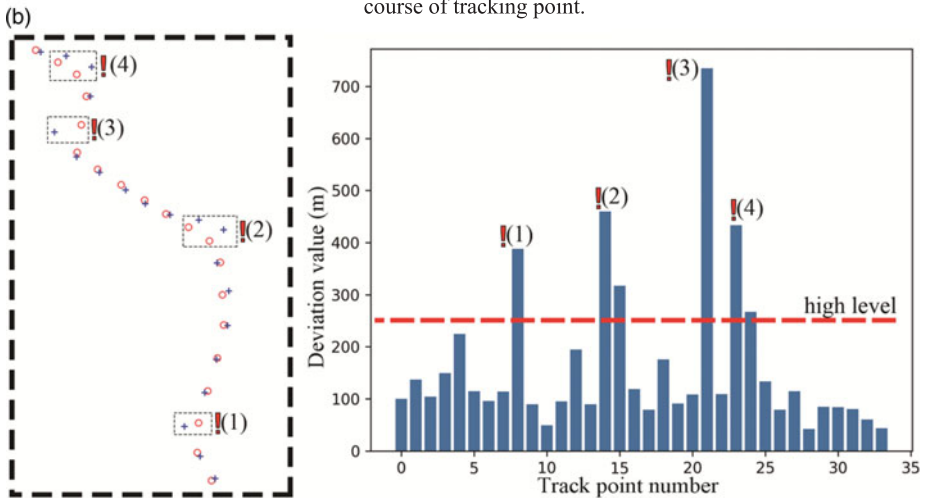 course of tracking point.
(b)
!(4)
!(3)
!(2)
!(1)
Deviation value (m)
700
600
500
400
300
200
100
0
!(1)
!(2)
!(3)
!(4)
high level
0 5 10 15 20 25 30 35
Track point number